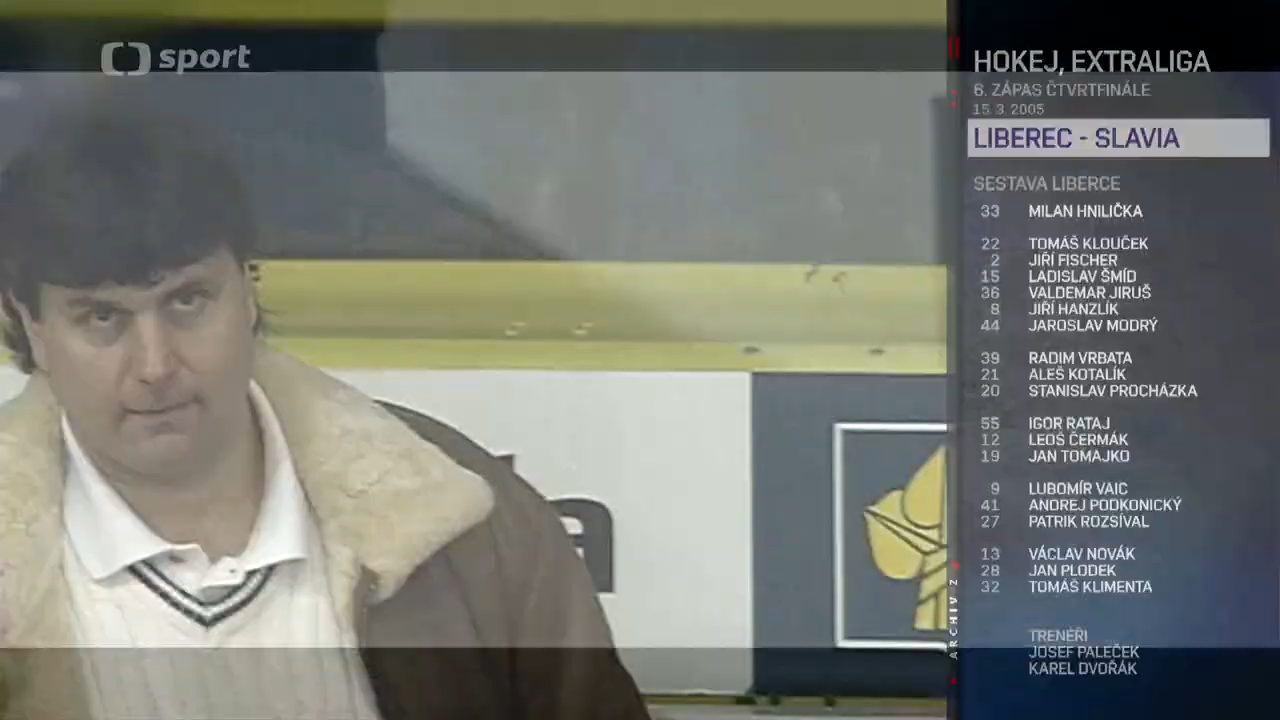 sport
HOKEJ, EXTRALIGA
6. ZÁPAS ČTVRTFINÁLE
15.3.2005
LIBEREC - SLAVIA
SESTAVA LIBERCE
33 MILAN HNILIČKA
22 TOMÁŠ KLOUČEK
2 JIŘÍ FISCHER
15 LADISLAV ŠMÍD
36 VALDEMAR JIRUŠ
8 JIŘÍ HANZLÍK
44 JAROSLAV MODRÝ
39 RADIM VRBATA
21 ALEŠ KOTALÍK
20 STANISLAV PROCHÁZKA
55 IGOR RATAJ
12 LEOŠ ČERMÁK
19 JAN TOMAJKO
9 LUBOMÍR VAIC
41 ANDREJ PODKONICKÝ
27 PATRIK ROZSÍVAL
13 VÁCLAV NOVÁK
28 JAN PLODEK
32 TOMÁŠ KLIMENTA
TRENÉŘI
JOSEF PALEČEK
KAREL DVOŘÁK
ARCHIV Z